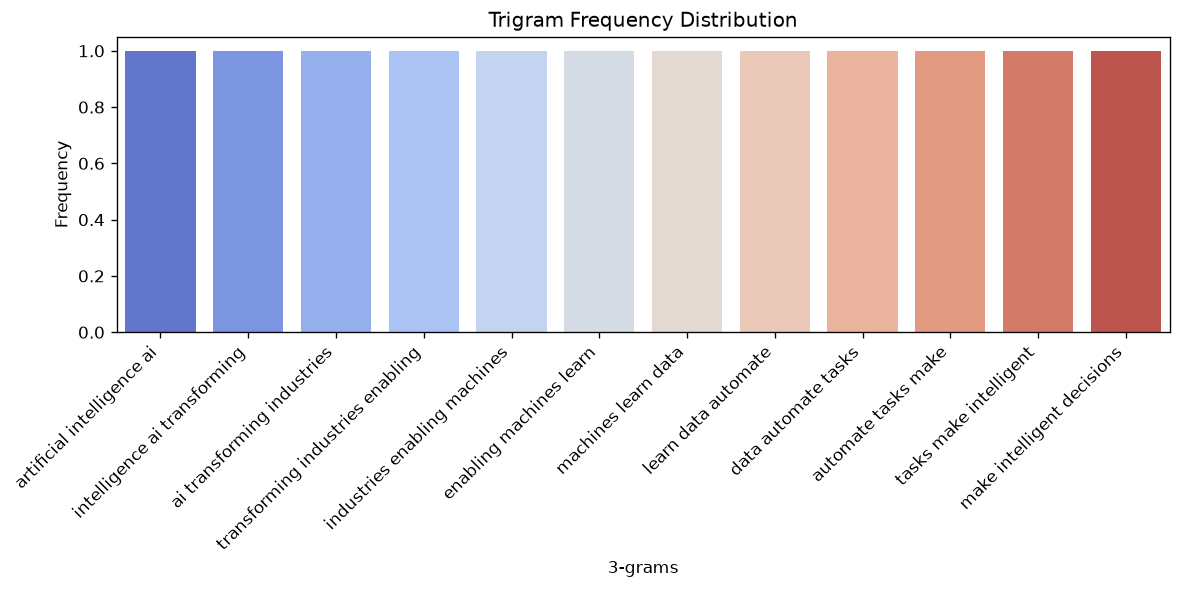 Trigram Frequency Distribution
Frequency
1.0
0.8
0.6
0.4
0.2
0.0
artificial intelligence ai
intelligence ai transforming
ai transforming industries
transforming industries enabling
industries enabling machines
enabling machines learn
machines learn data
learn data automate
data automate tasks
automate tasks make
tasks make intelligent
make intelligent decisions
3-grams